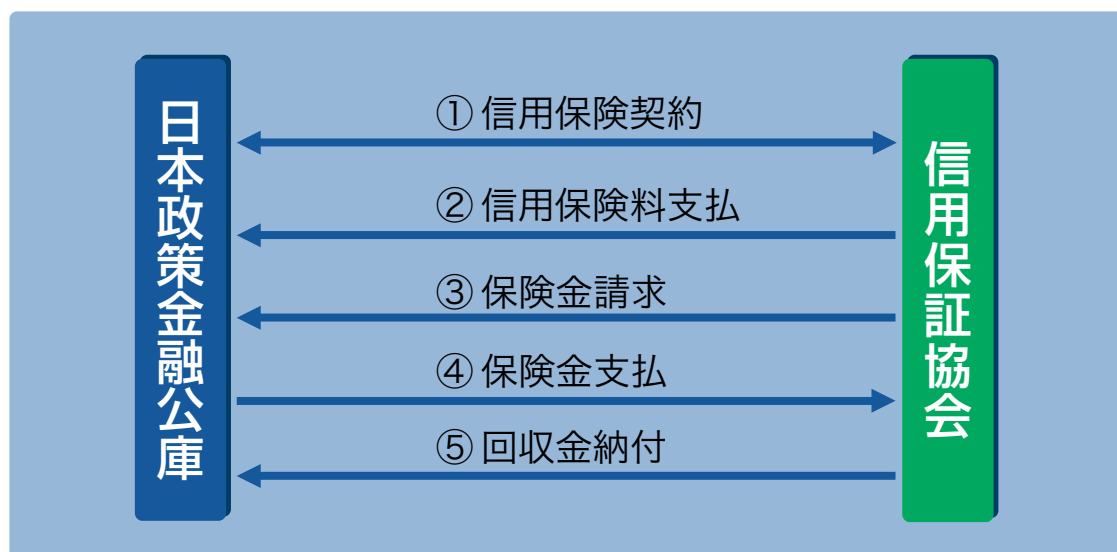 日本政策金融公庫
① 信用保険契約
② 信用保険料支払
③ 保険金請求
④ 保険金支払
⑤ 回収金納付
信用保証協会